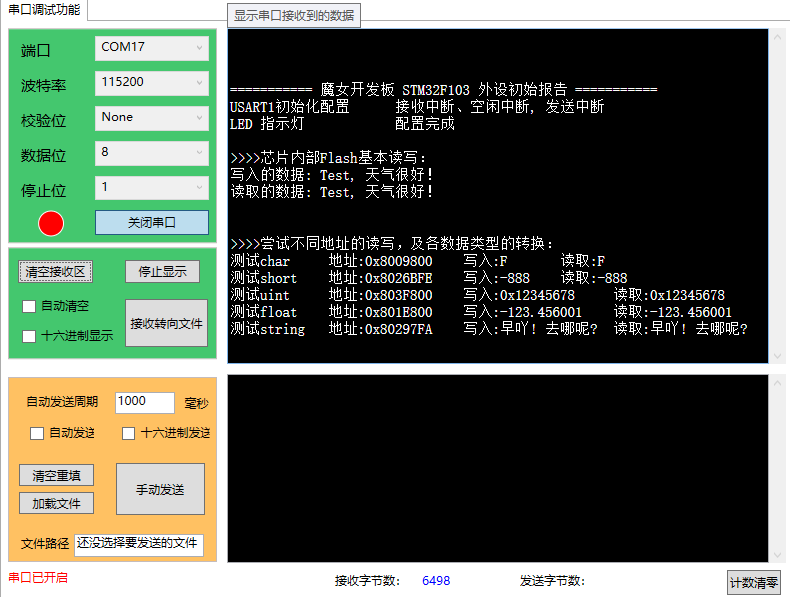 串口调试功能
显示串口接收到的数据
端口 COM17
波特率 115200
校验位 None
数据位 8
停止位 1
关闭串口
清空接收区 停止显示
自动清空
十六进制显示
接收转向文件
=========== 魔女开发板 STM32F103 外设初始报告 ===========
USART1初始化配置 接收中断、空闲中断, 发送中断
LED 指示灯 配置完成
>>>>芯片内部Flash基本读写:
写入的数据: Test, 天气很好!
读取的数据: Test, 天气很好!
>>>>尝试不同地址的读写, 及各数据类型的转换:
测试char 地址:0x8009800 写入:F 读取:F
测试short 地址:0x8026BFE 写入:-888 读取:-888
测试uint 地址:0x803F800 写入:0x12345678 读取:0x12345678
测试float 地址:0x801E800 写入:-123.456001 读取:-123.456001
测试string 地址:0x80297FA 写入:早吖! 去哪呢? 读取:早吖! 去哪呢?
自动发送周期 1000 毫秒
自动发送 十六进制发送
清空重填
加载文件
手动发送
文件路径 还没选择要发送的文件
串口已开启
接收字节数: 6498 发送字节数:
计数清零